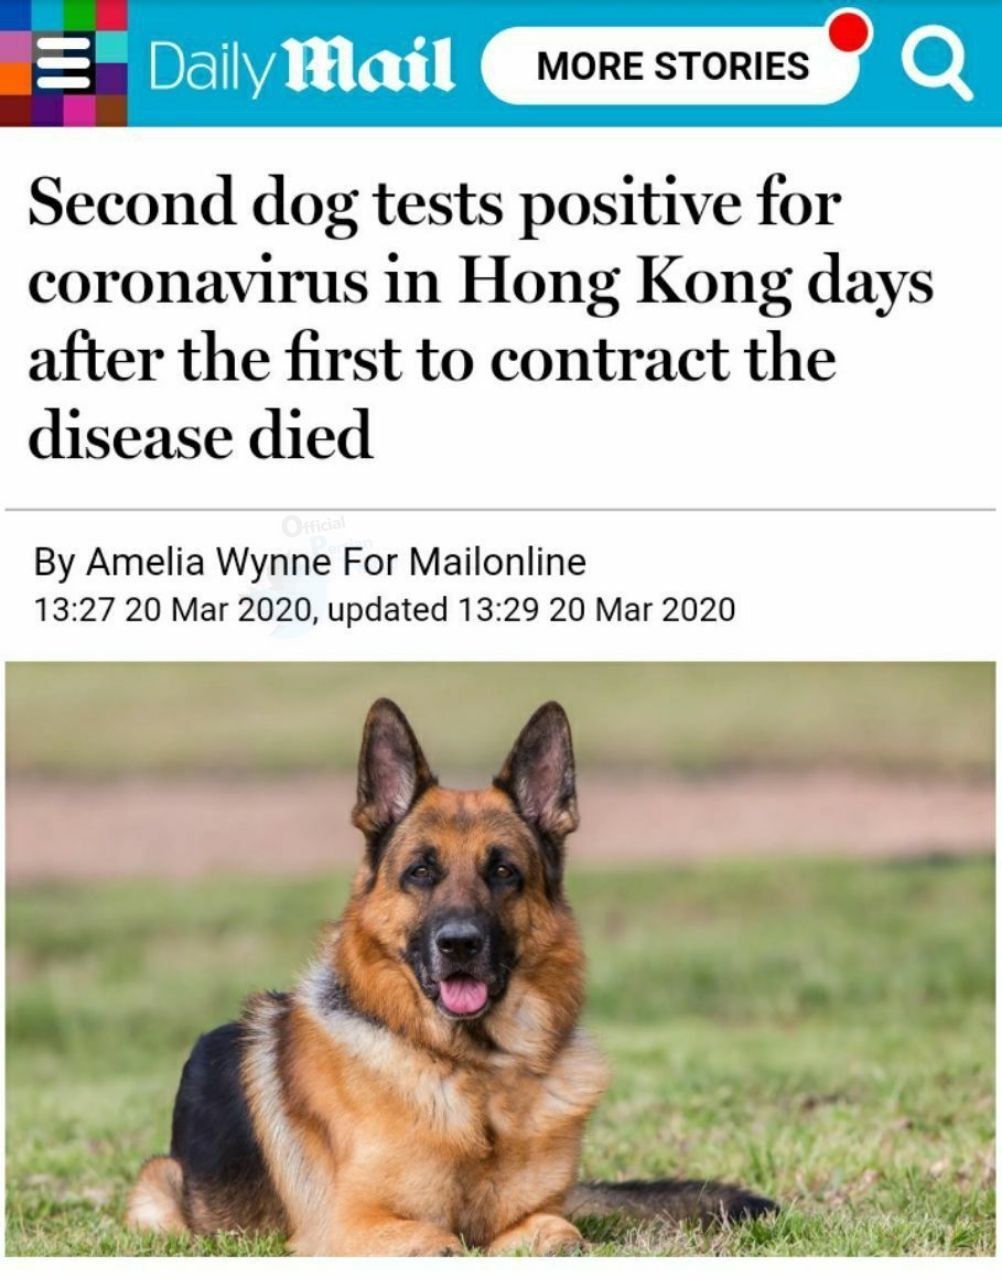 Daily Mail
MORE STORIES
Second dog tests positive for
coronavirus in Hong Kong days
after the first to contract the
disease died
Official
Persian
By Amelia Wynne For Mailonline
13:27 20 Mar 2020, updated 13:29 20 Mar 2020